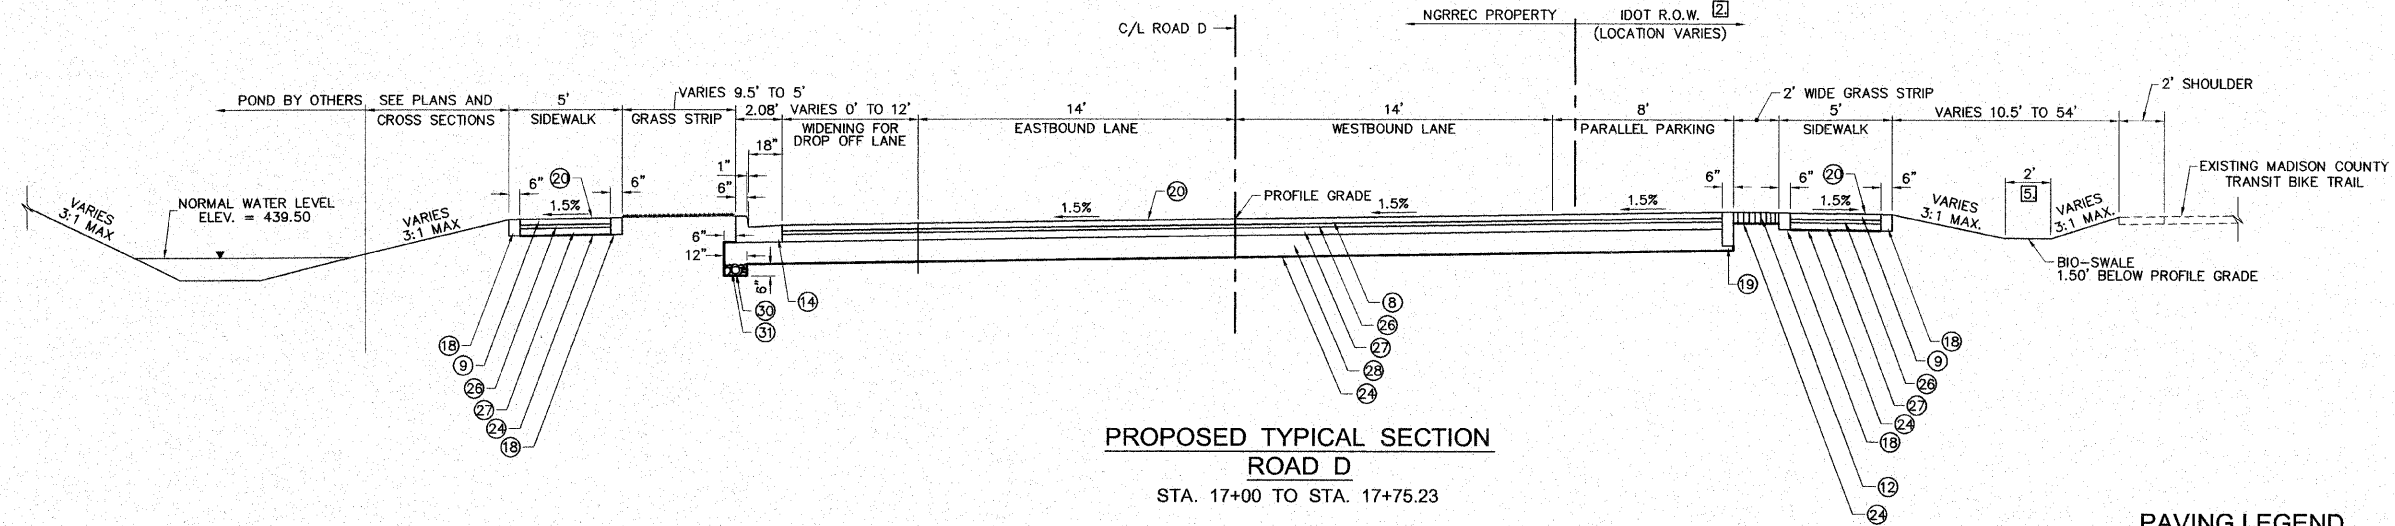 C/L ROAD D
NGRREC PROPERTY
IDOT R.O.W. 2.
(LOCATION VARIES)
POND BY OTHERS
SEE PLANS AND
CROSS SECTIONS
5'
SIDEWALK
VARIES 9.5' TO 5'
GRASS STRIP
2.08'
VARIES 0' TO 12'
WIDENING FOR
DROP OFF LANE
14'
EASTBOUND LANE
14'
WESTBOUND LANE
8'
PARALLEL PARKING
2' WIDE GRASS STRIP
5'
SIDEWALK
VARIES 10.5' TO 54'
2' SHOULDER
18"
1"
6"
6"
20
6"
1.5%
NORMAL WATER LEVEL
ELEV. = 439.50
VARIES
3:1 MAX
VARIES
3:1 MAX
6"
12"
6"
1.5%
20
PROFILE GRADE
1.5%
1.5%
6"
6"
20
6"
1.5%
VARIES
3:1 MAX.
2'
5.
VARIES
3:1 MAX.
EXISTING MADISON COUNTY
TRANSIT BIKE TRAIL
BIO-SWALE
1.50' BELOW PROFILE GRADE
18
9
26
27
24
18
14
30
31
8
26
27
28
24
19
18
9
26
27
24
18
12
24
PROPOSED TYPICAL SECTION
ROAD D
STA. 17+00 TO STA. 17+75.23
PAVING LEGEND